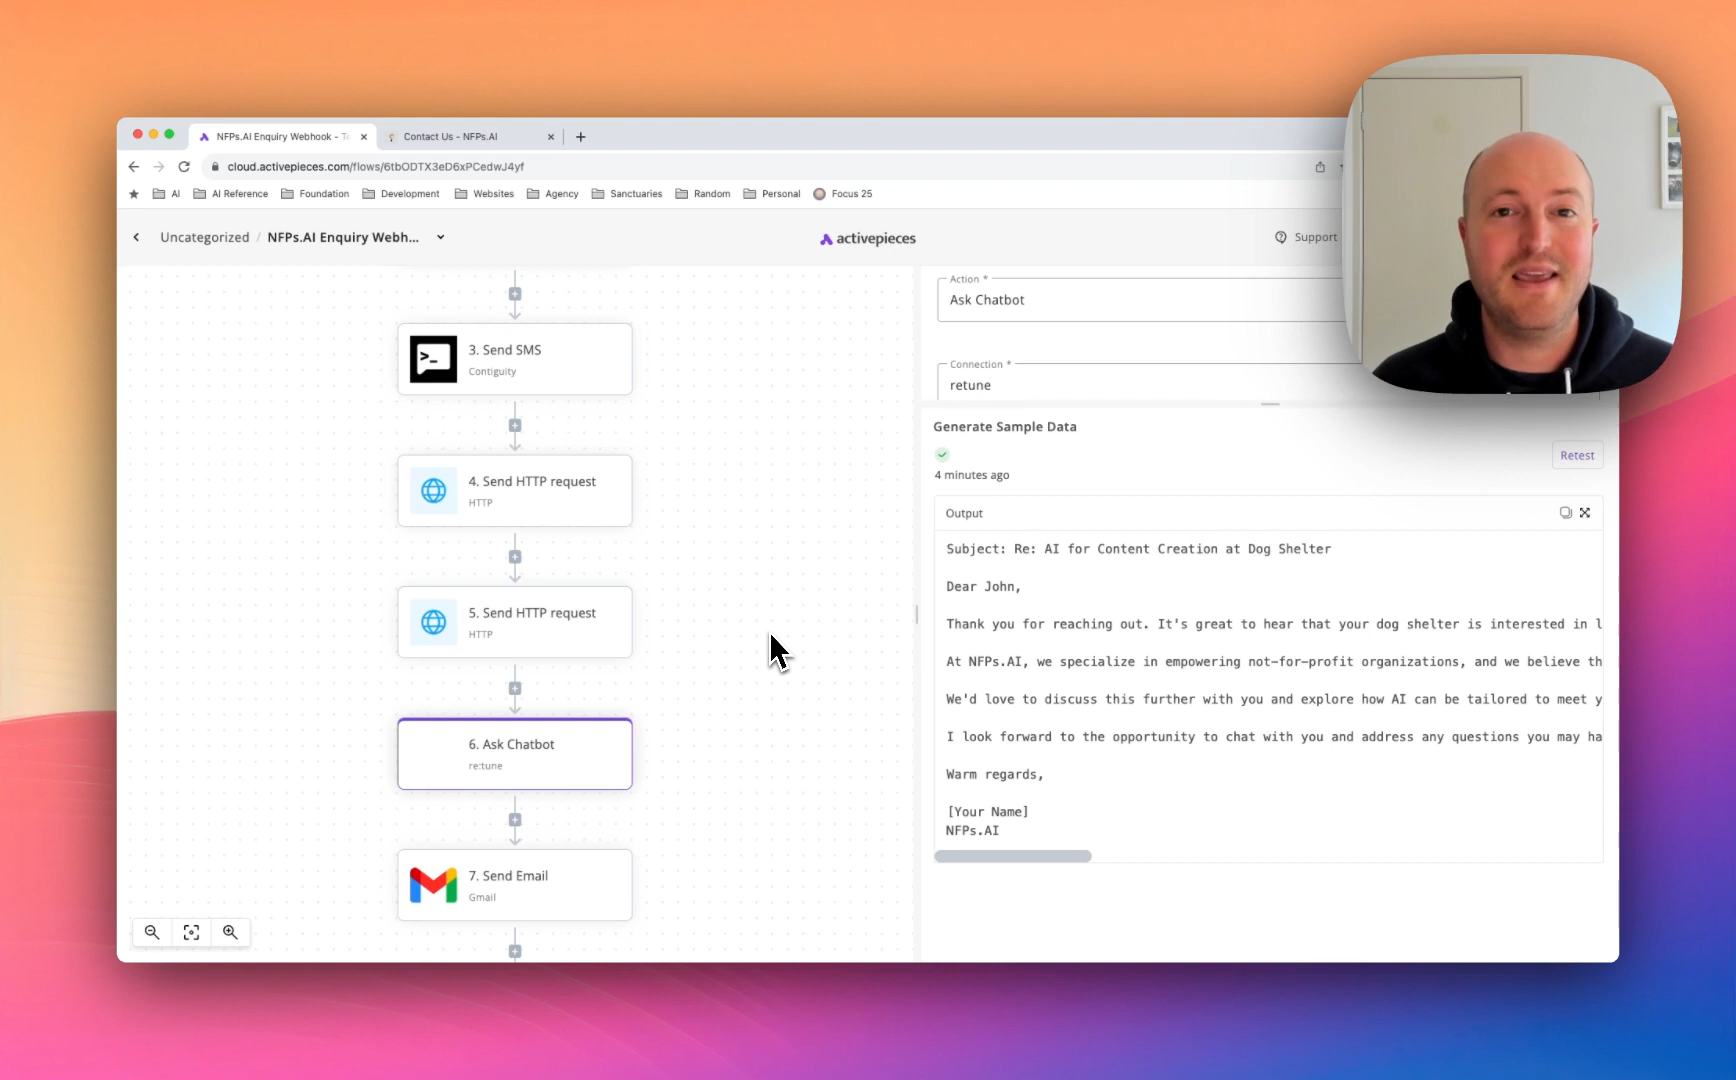 NFPs.AI Enquiry Webhook - T
Contact Us - NFPs.AI
cloud.activepieces.com/flows/6tbODTX3eD6xPCedwJ4yf
AI
AI Reference
Foundation
Development
Websites
Agency
Sanctuaries
Random
Personal
Focus 25
Uncategorized / NFPs.AI Enquiry Webh...
activepieces
Support
3. Send SMS
Contiguity
4. Send HTTP request
HTTP
5. Send HTTP request
HTTP
6. Ask Chatbot
re:tune
7. Send Email
Gmail
Action *
Ask Chatbot
Connection *
retune
Generate Sample Data
4 minutes ago
Retest
Output
Subject: Re: AI for Content Creation at Dog Shelter
Dear John,
Thank you for reaching out. It's great to hear that your dog shelter is interested in l
At NFPs.AI, we specialize in empowering not-for-profit organizations, and we believe th
We'd love to discuss this further with you and explore how AI can be tailored to meet y
I look forward to the opportunity to chat with you and address any questions you may ha
Warm regards,
[Your Name]
NFPs.AI